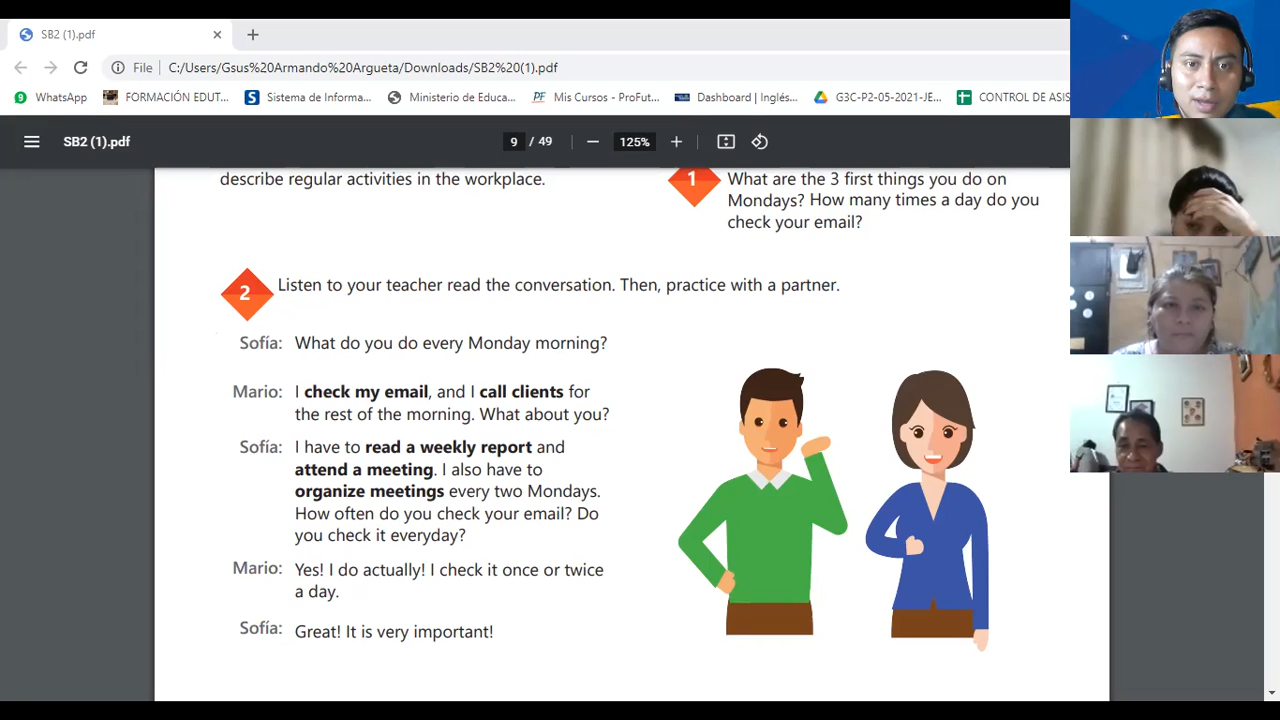 SB2 (1).pdf
File
C:/Users/Gsus%20Armando%20Argueta/Downloads/SB2%20(1).pdf
9
WhatsApp
FORMACIÓN EDUT...
S
Sistema de Informa...
Ministerio de Educa...
PF
Mis Cursos - ProFut...
Dashboard | Inglés...
G3C-P2-05-2021-JE...
CONTROL DE ASIS
SB2 (1).pdf
9 / 49
125%
describe regular activities in the workplace.
1
What are the 3 first things you do on
Mondays? How many times a day do you
check your email?
2
Listen to your teacher read the conversation. Then, practice with a partner.
Sofía: What do you do every Monday morning?
Mario: I check my email, and I call clients for
the rest of the morning. What about you?
Sofía: I have to read a weekly report and
attend a meeting. I also have to
organize meetings every two Mondays.
How often do you check your email? Do
you check it everyday?
Mario: Yes! I do actually! I check it once or twice
a day.
Sofía: Great! It is very important!